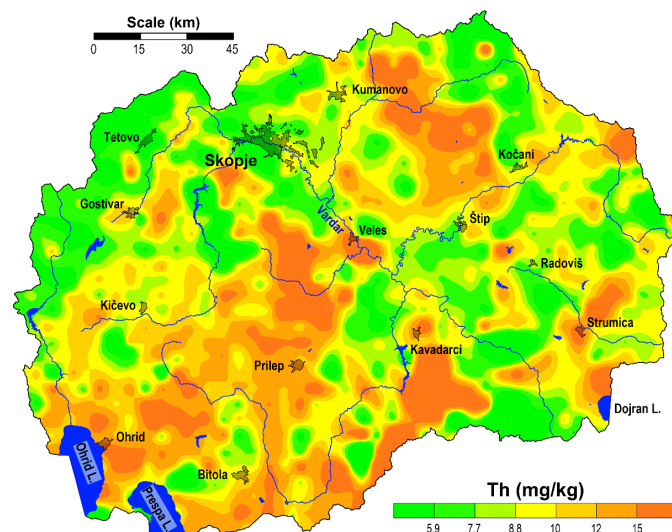 Scale (km)
0 15 30 45
Kumanovo
Tetovo
Skopje
Kočani
Gostivar
Vardar
Štip
Veles
Radoviš
Kičevo
Strumica
Kavadarci
Prilep
Dojran L.
Ohrid
Ohrid L.
Bitola
Prespa L.
Th (mg/kg)
5.9 7.7 8.8 10 12 15